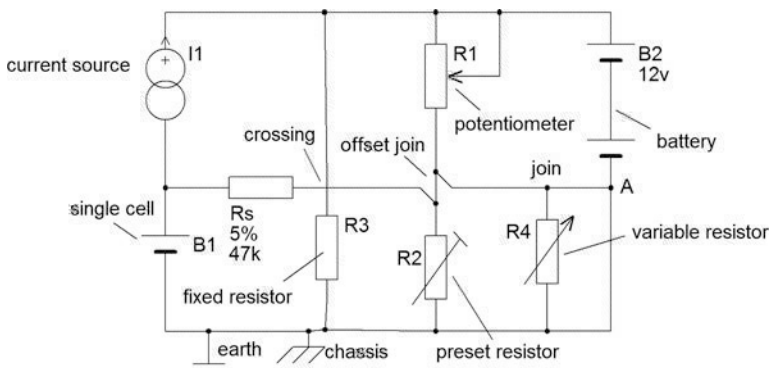 I1
R1
B2
12v
current source
potentiometer
crossing
offset join
battery
join
A
single cell
Rs
5%
47k
B1
R3
R2
R4
variable resistor
fixed resistor
earth
chassis
preset resistor
+